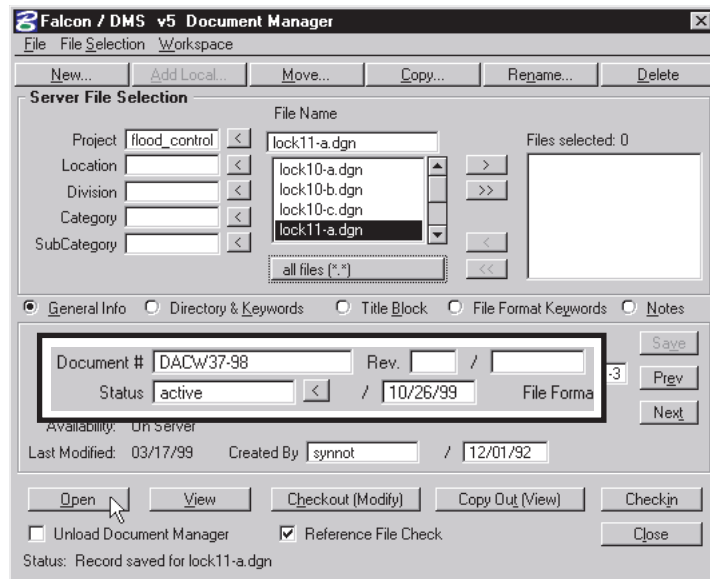 Falcon / DMS v5 Document Manager
File File Selection Workspace
New... Add Local... Move... Copy... Rename... Delete
Server File Selection
File Name
Project flood_control < lock11-a.dgn Files selected: 0
Location < lock10-a.dgn >
Division < lock10-b.dgn >>
Category < lock10-c.dgn
SubCategory < lock11-a.dgn <
all files (*.*) <<
General Info Directory & Keywords Title Block File Format Keywords Notes
Document # DACW37-98 Rev. / Save
Status active < / 10/26/99 File Forma -3 Prev
Availability: On Server Next
Last Modified: 03/17/99 Created By synnot / 12/01/92
Open View Checkout (Modify) Copy Out (View) Checkin
Unload Document Manager Reference File Check Close
Status: Record saved for lock11-a.dgn